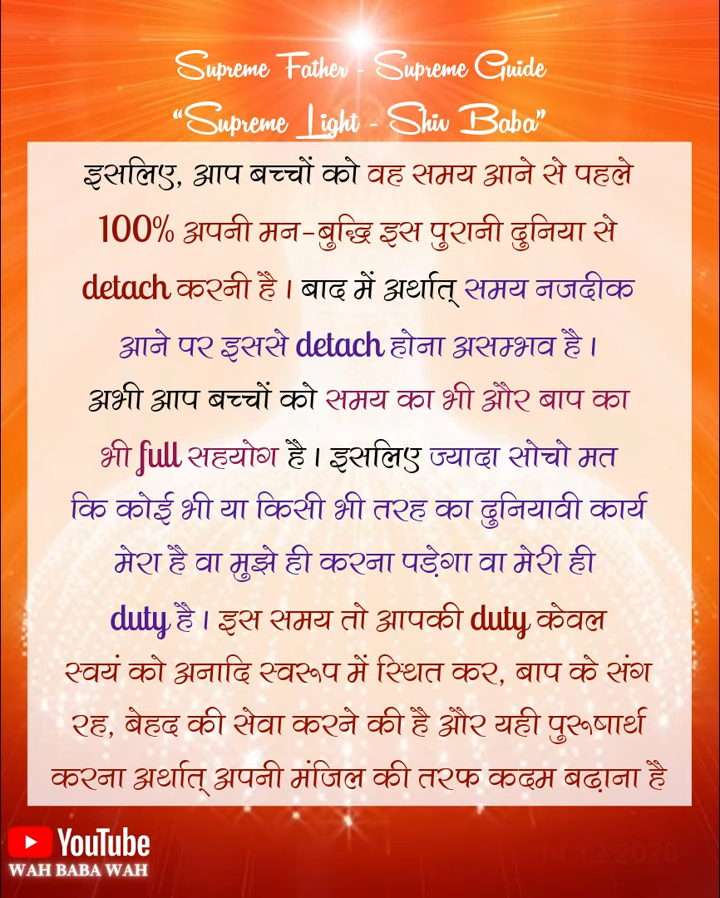 Supreme Father - Supreme Guide
“Supreme Light - Shiv Baba”
इसलिए, आप बच्चों को वह समय आने से पहले
100% अपनी मन-बुद्धि इस पुरानी दुनिया से
detach करनी है। बाद में अर्थात् समय नजदीक
आने पर इससे detach होना असम्भव है।
अभी आप बच्चों को समय का भी और बाप का
भी full सहयोग है। इसलिए ज्यादा सोचो मत
कि कोई भी या किसी भी तरह का दुनियावी कार्य
मेरा है वा मुझे ही करना पड़ेगा वा मेरी ही
duty है। इस समय तो आपकी duty केवल
स्वयं को अनादि स्वरूप में स्थित कर, बाप के संग
रह, बेहद की सेवा करने की है और यही पुरूषार्थ
करना अर्थात् अपनी मंजिल की तरफ कदम बढ़ाना है
YouTube
WAH BABA WAH